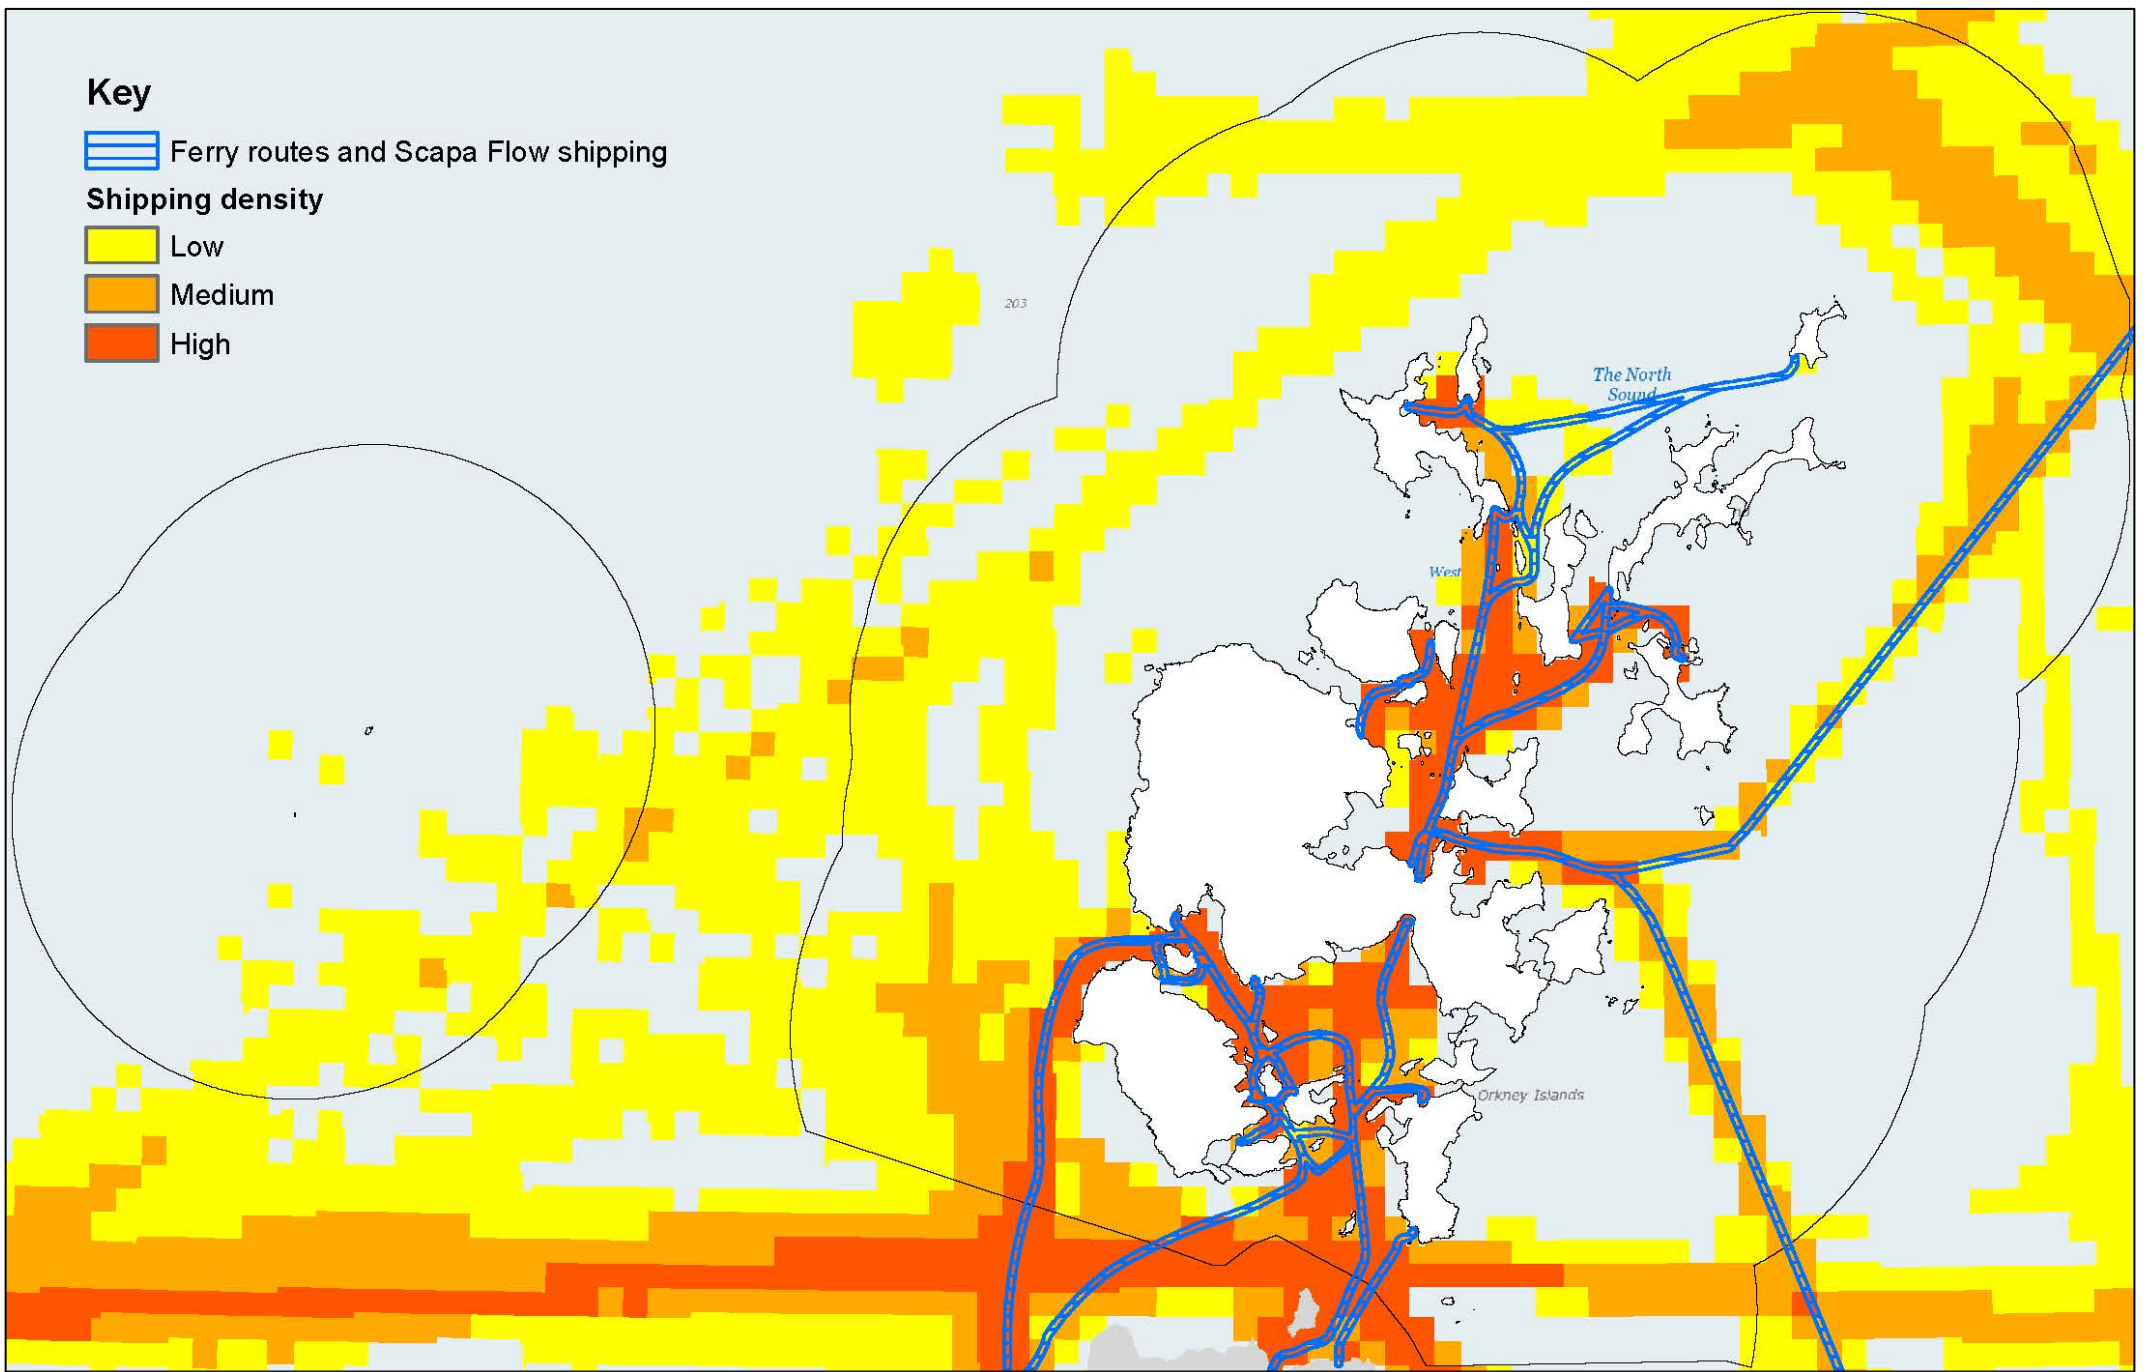 Key
Ferry routes and Scapa Flow shipping
Shipping density
Low
Medium
High
203
The North
Sound
West
Orkney Islands